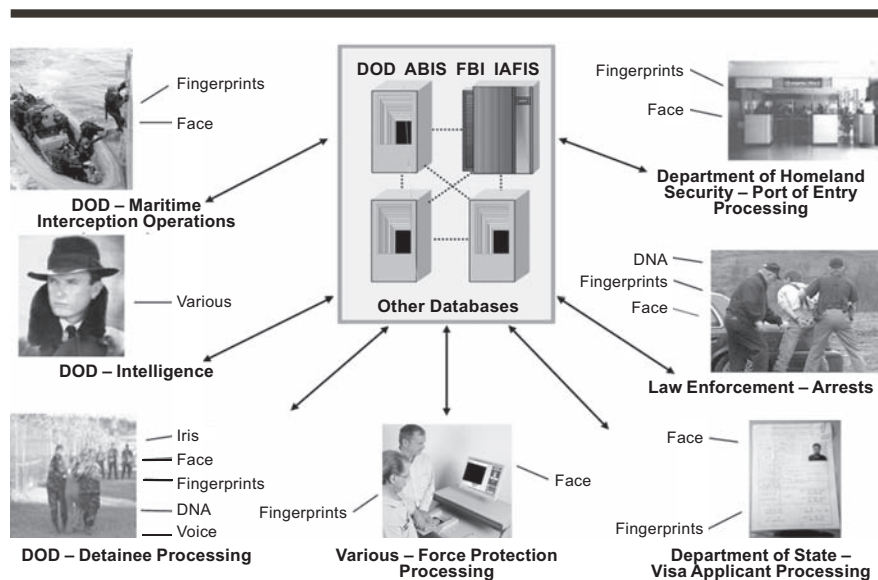 DOD ABIS FBI IAFIS
Other Databases
Fingerprints
Face
DOD – Maritime
Interception Operations
Various
DOD – Intelligence
Iris
Face
Fingerprints
DNA
Voice
DOD – Detainee Processing
Fingerprints
Face
Various – Force Protection
Processing
Fingerprints
Face
Department of Homeland
Security – Port of Entry
Processing
DNA
Fingerprints
Face
Law Enforcement – Arrests
Face
Fingerprints
Department of State –
Visa Applicant Processing